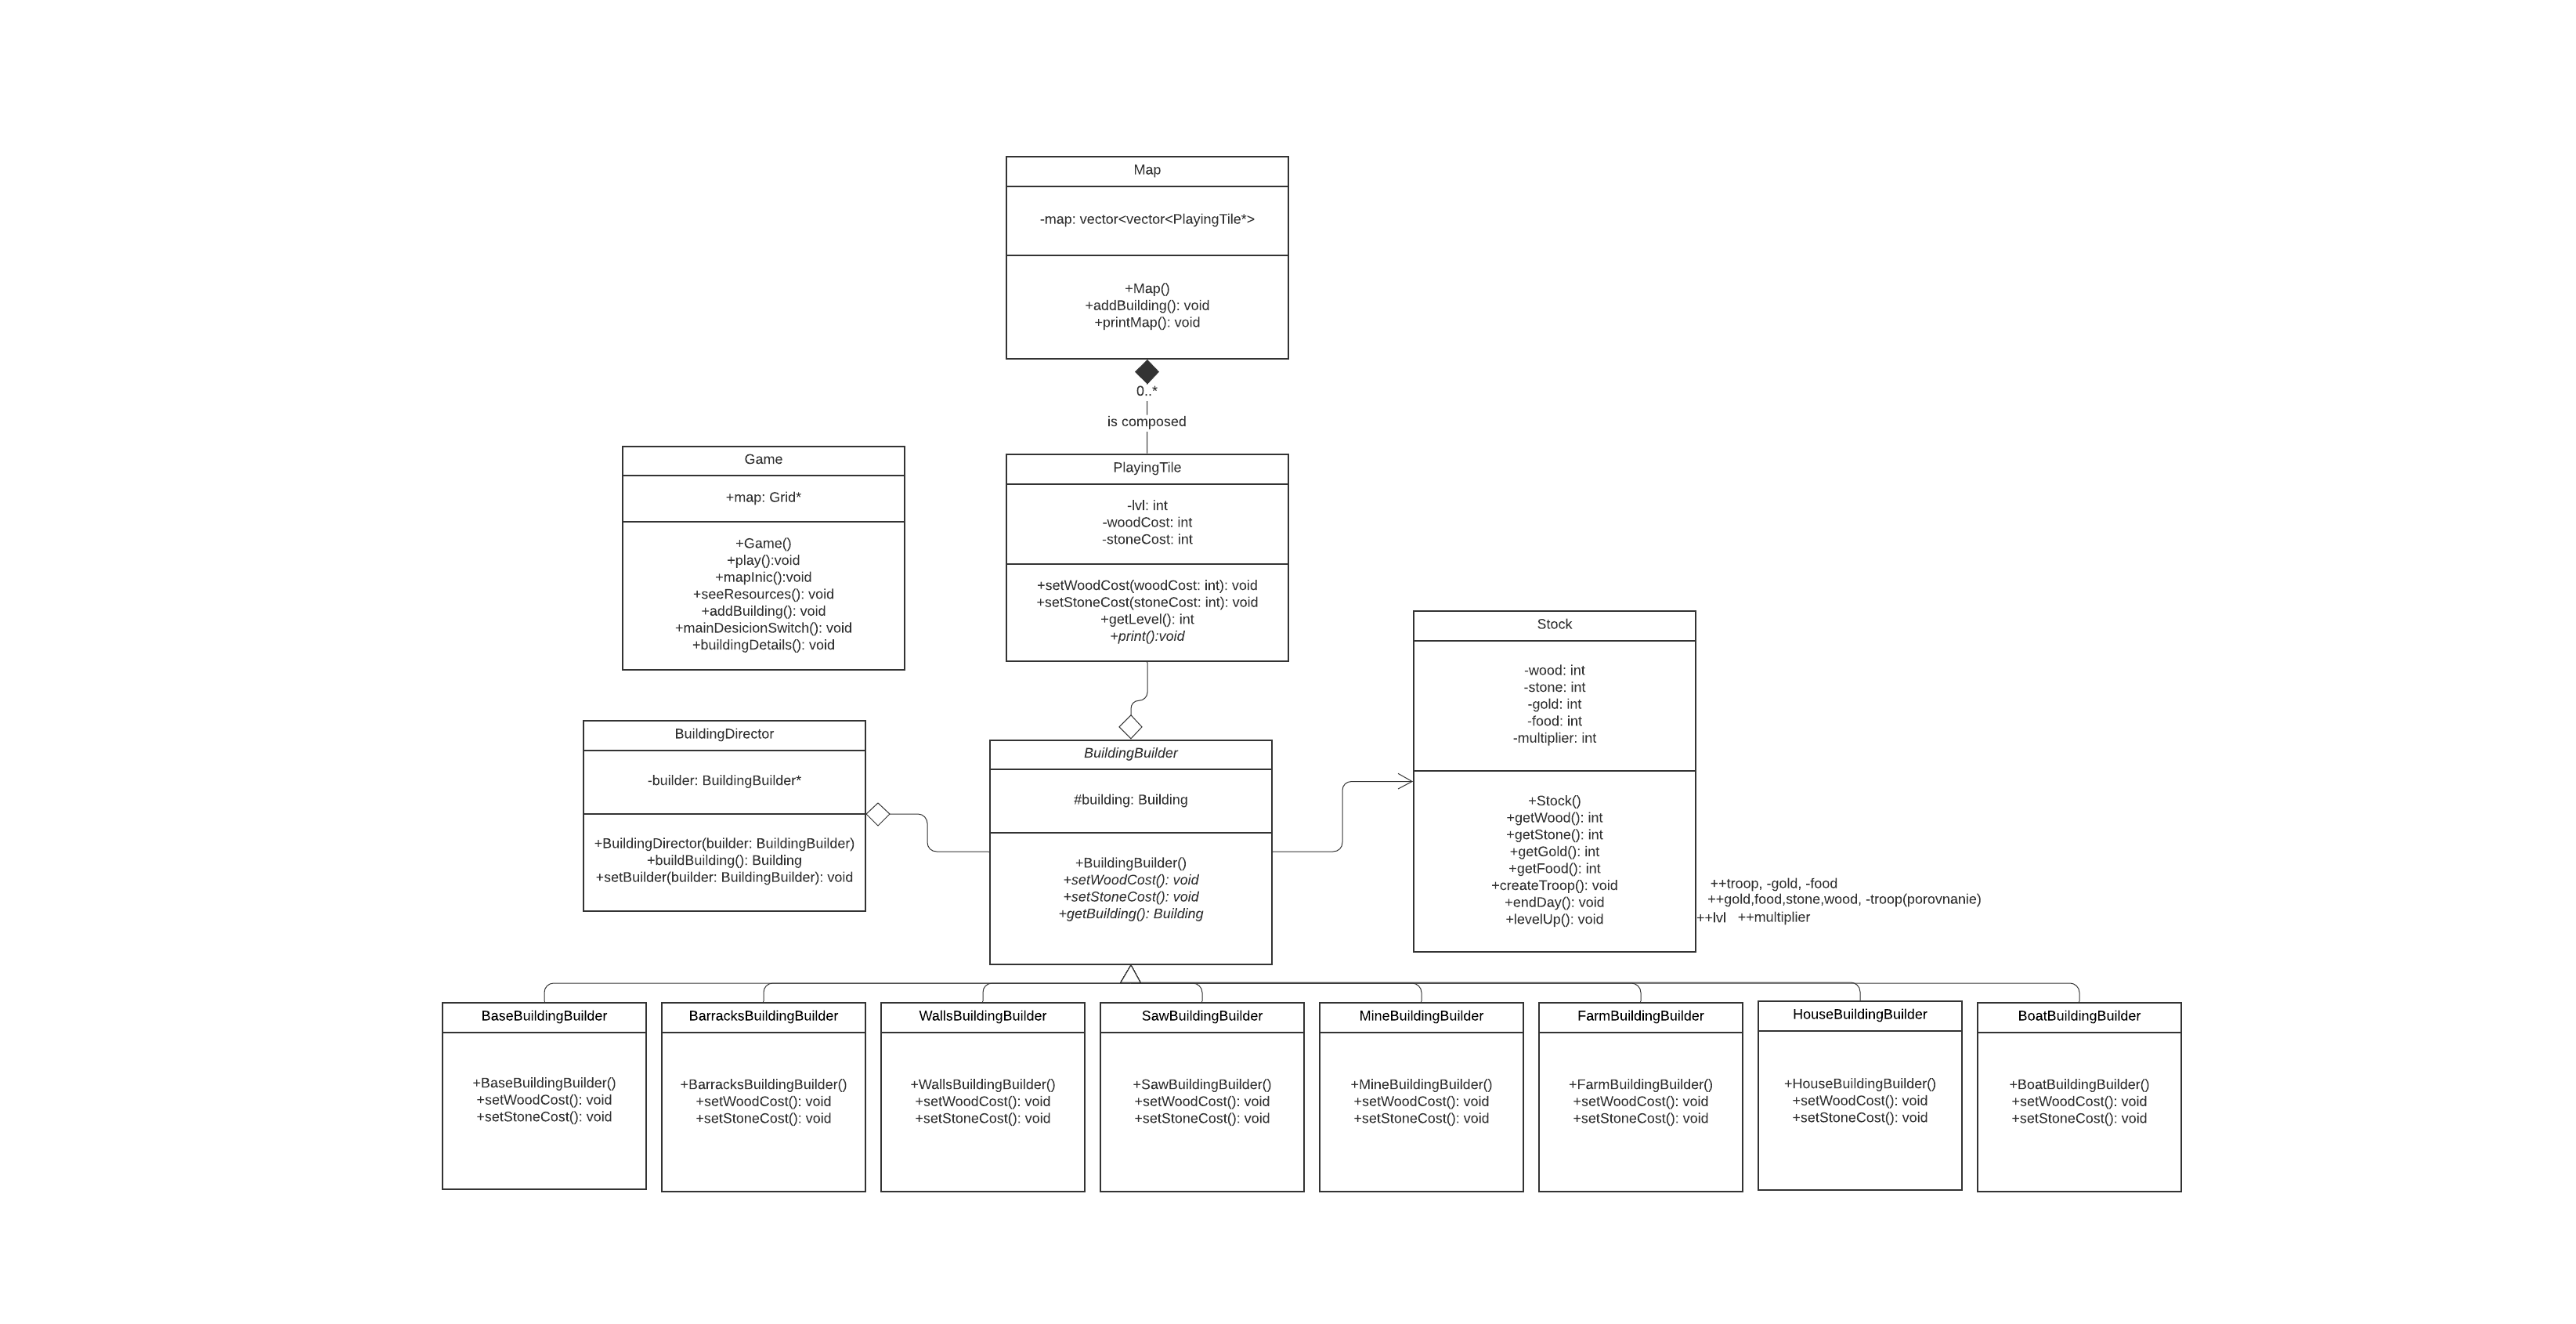 Map
-map: vector<vector<PlayingTile*>
+Map()
+addBuilding(): void
+printMap(): void
0..*
is composed
Game
+map: Grid*
+Game()
+play():void
+mapInic():void
+seeResources(): void
+addBuilding(): void
+mainDesicionSwitch(): void
+buildingDetails(): void
PlayingTile
-lvl: int
-woodCost: int
-stoneCost: int
+setWoodCost(woodCost: int): void
+setStoneCost(stoneCost: int): void
+getLevel(): int
+print():void
Stock
-wood: int
-stone: int
-gold: int
-food: int
-multiplier: int
+Stock()
+getWood(): int
+getStone(): int
+getGold(): int
+getFood(): int
+createTroop(): void
+endDay(): void
+levelUp(): void
++troop, -gold, -food
++gold,food,stone,wood, -troop(porovnanie)
++lvl ++multiplier
BuildingDirector
-builder: BuildingBuilder*
+BuildingDirector(builder: BuildingBuilder)
+buildBuilding(): Building
+setBuilder(builder: BuildingBuilder): void
BuildingBuilder
#building: Building
+BuildingBuilder()
+setWoodCost(): void
+setStoneCost(): void
+getBuilding(): Building
BaseBuildingBuilder
+BaseBuildingBuilder()
+setWoodCost(): void
+setStoneCost(): void
BarracksBuildingBuilder
+BarracksBuildingBuilder()
+setWoodCost(): void
+setStoneCost(): void
WallsBuildingBuilder
+WallsBuildingBuilder()
+setWoodCost(): void
+setStoneCost(): void
SawBuildingBuilder
+SawBuildingBuilder()
+setWoodCost(): void
+setStoneCost(): void
MineBuildingBuilder
+MineBuildingBuilder()
+setWoodCost(): void
+setStoneCost(): void
FarmBuildingBuilder
+FarmBuildingBuilder()
+setWoodCost(): void
+setStoneCost(): void
HouseBuildingBuilder
+HouseBuildingBuilder()
+setWoodCost(): void
+setStoneCost(): void
BoatBuildingBuilder
+BoatBuildingBuilder()
+setWoodCost(): void
+setStoneCost(): void